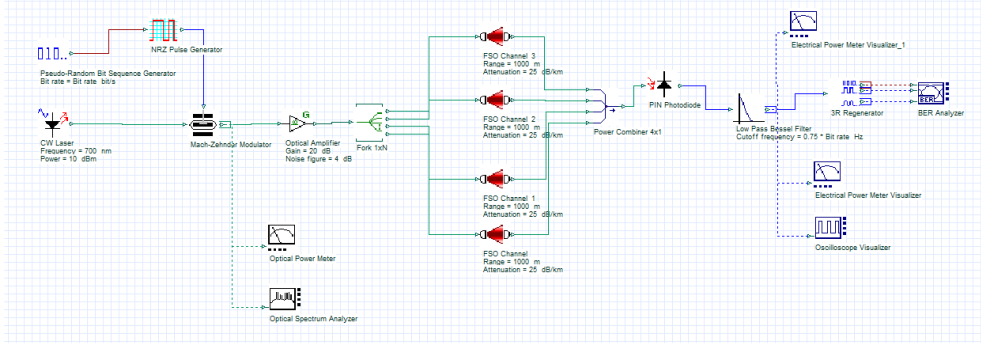 NRZ Pulse Generator
Pseudo-Random Bit Sequence Generator
Bit rate = Bit rate bit/s
CW Laser
Frequency = 700 nm
Power = 10 dBm
Mach-Zehnder Modulator
G
Optical Amplifier
Gain = 20 dB
Noise figure = 4 dB
Fork 1xN
FSO Channel 3
Range = 1000 m
Attenuation = 25 dB/km
FSO Channel 2
Range = 1000 m
Attenuation = 25 dB/km
FSO Channel 1
Range = 1000 m
Attenuation = 25 dB/km
FSO Channel
Range = 1000 m
Attenuation = 25 dB/km
Power Combiner 4x1
PIN Photodiode
Low Pass Bessel Filter
Cutoff frequency = 0.75 * Bit rate Hz
Electrical Power Meter Visualizer_1
3R Regenerator
BER
BER Analyzer
Electrical Power Meter Visualizer
Oscilloscope Visualizer
Optical Power Meter
Optical Spectrum Analyzer